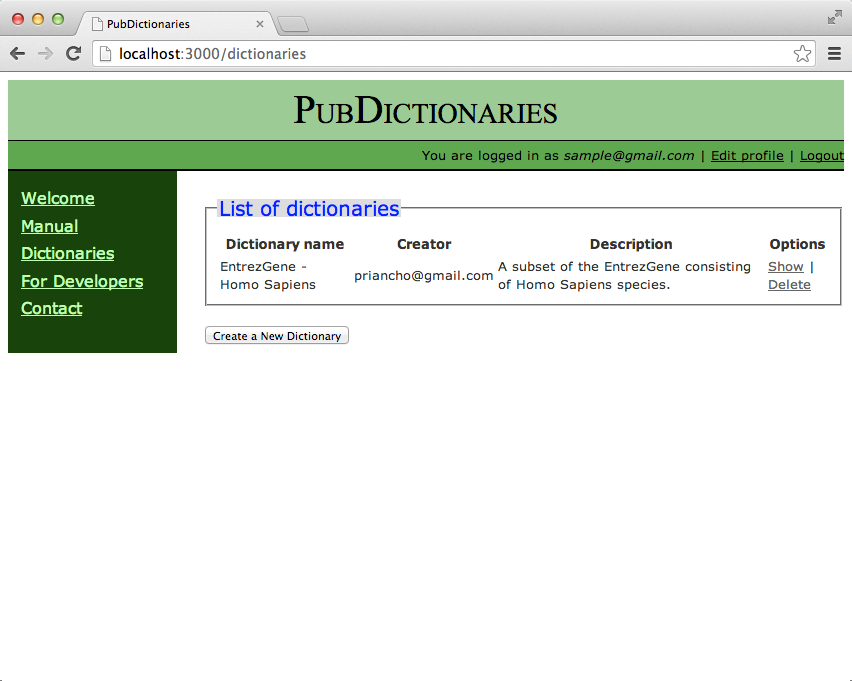 PubDictionaries
localhost:3000/dictionaries
PubDictionaries
You are logged in as sample@gmail.com | Edit profile | Logout
Welcome
Manual
Dictionaries
For Developers
Contact
List of dictionaries
Dictionary name Creator Description Options
EntrezGene - Homo Sapiens priancho@gmail.com A subset of the EntrezGene consisting of Homo Sapiens species. Show | Delete
Create a New Dictionary